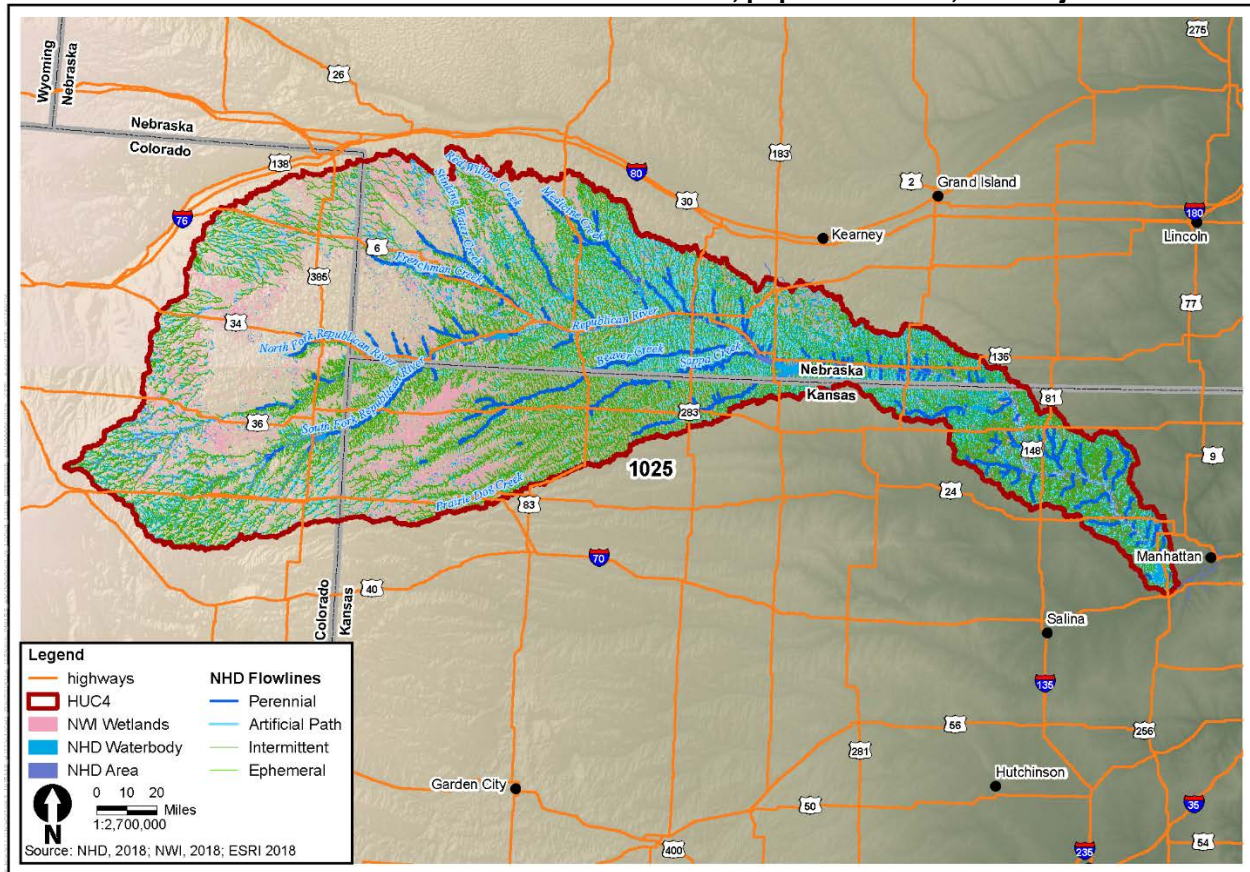 275
26
Wyoming
Nebraska
Nebraska
Colorado
138
183
80
Red Willow Creek
Stinking Water Creek
Medicine Creek
30
2
Grand Island
180
Lincoln
76
Kearney
6
Frenchman Creek
385
77
34
Republican River
North Fork Republican River
Beaver Creek
Sappa Creek
136
Nebraska
Kansas
81
South Fork Republican River
36
283
148
9
1025
Prairie Dog Creek
83
24
Manhattan
70
40
Colorado
Kansas
Salina
135
Legend
highways
HUC4
NWI Wetlands
NHD Waterbody
NHD Area
NHD Flowlines
Perennial
Artificial Path
Intermittent
Ephemeral
N
0 10 20
Miles
1:2,700,000
Source: NHD, 2018; NWI, 2018; ESRI 2018
56
256
281
Garden City
Hutchinson
50
35
400
235
54